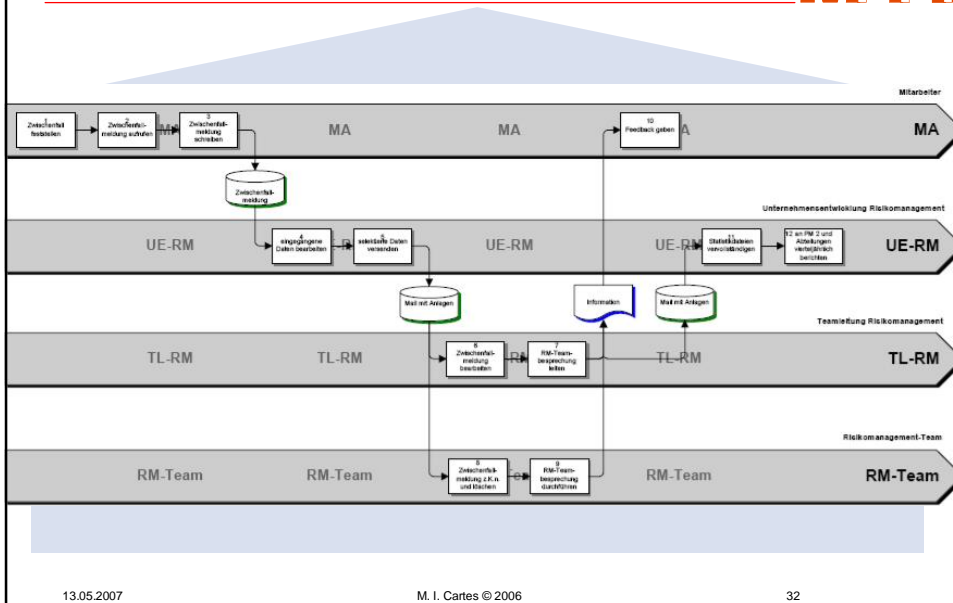 Mitarbeiter
1
Zwischenfall
feststellen
2
Zwischenfall-
meldung aufrufen
3
Zwischenfall-
meldung
schreiben
MA
MA
10
Feedback geben
MA
Zwischenfall-
meldung
Unternehmensentwicklung Risikomanagement
UE-RM
4
eingegangene
Daten bearbeiten
5
selektierte Daten
versenden
UE-RM
UE-RM
11
Statistikdateien
vervollständigen
12 an PM 2 und
Abteilungen
vierteljährlich
berichten
UE-RM
Mail mit Anlagen
Information
Mail mit Anlagen
Teamleitung Risikomanagement
TL-RM
TL-RM
6
Zwischenfall-
meldung
bearbeiten
7
RM-Team-
besprechung
leiten
TL-RM
TL-RM
Risikomanagement-Team
RM-Team
RM-Team
8
Zwischenfall-
meldung z.K.n.
und löschen
9
RM-Team-
besprechung
durchführen
RM-Team
RM-Team
13.05.2007
M. I. Cartes © 2006
32